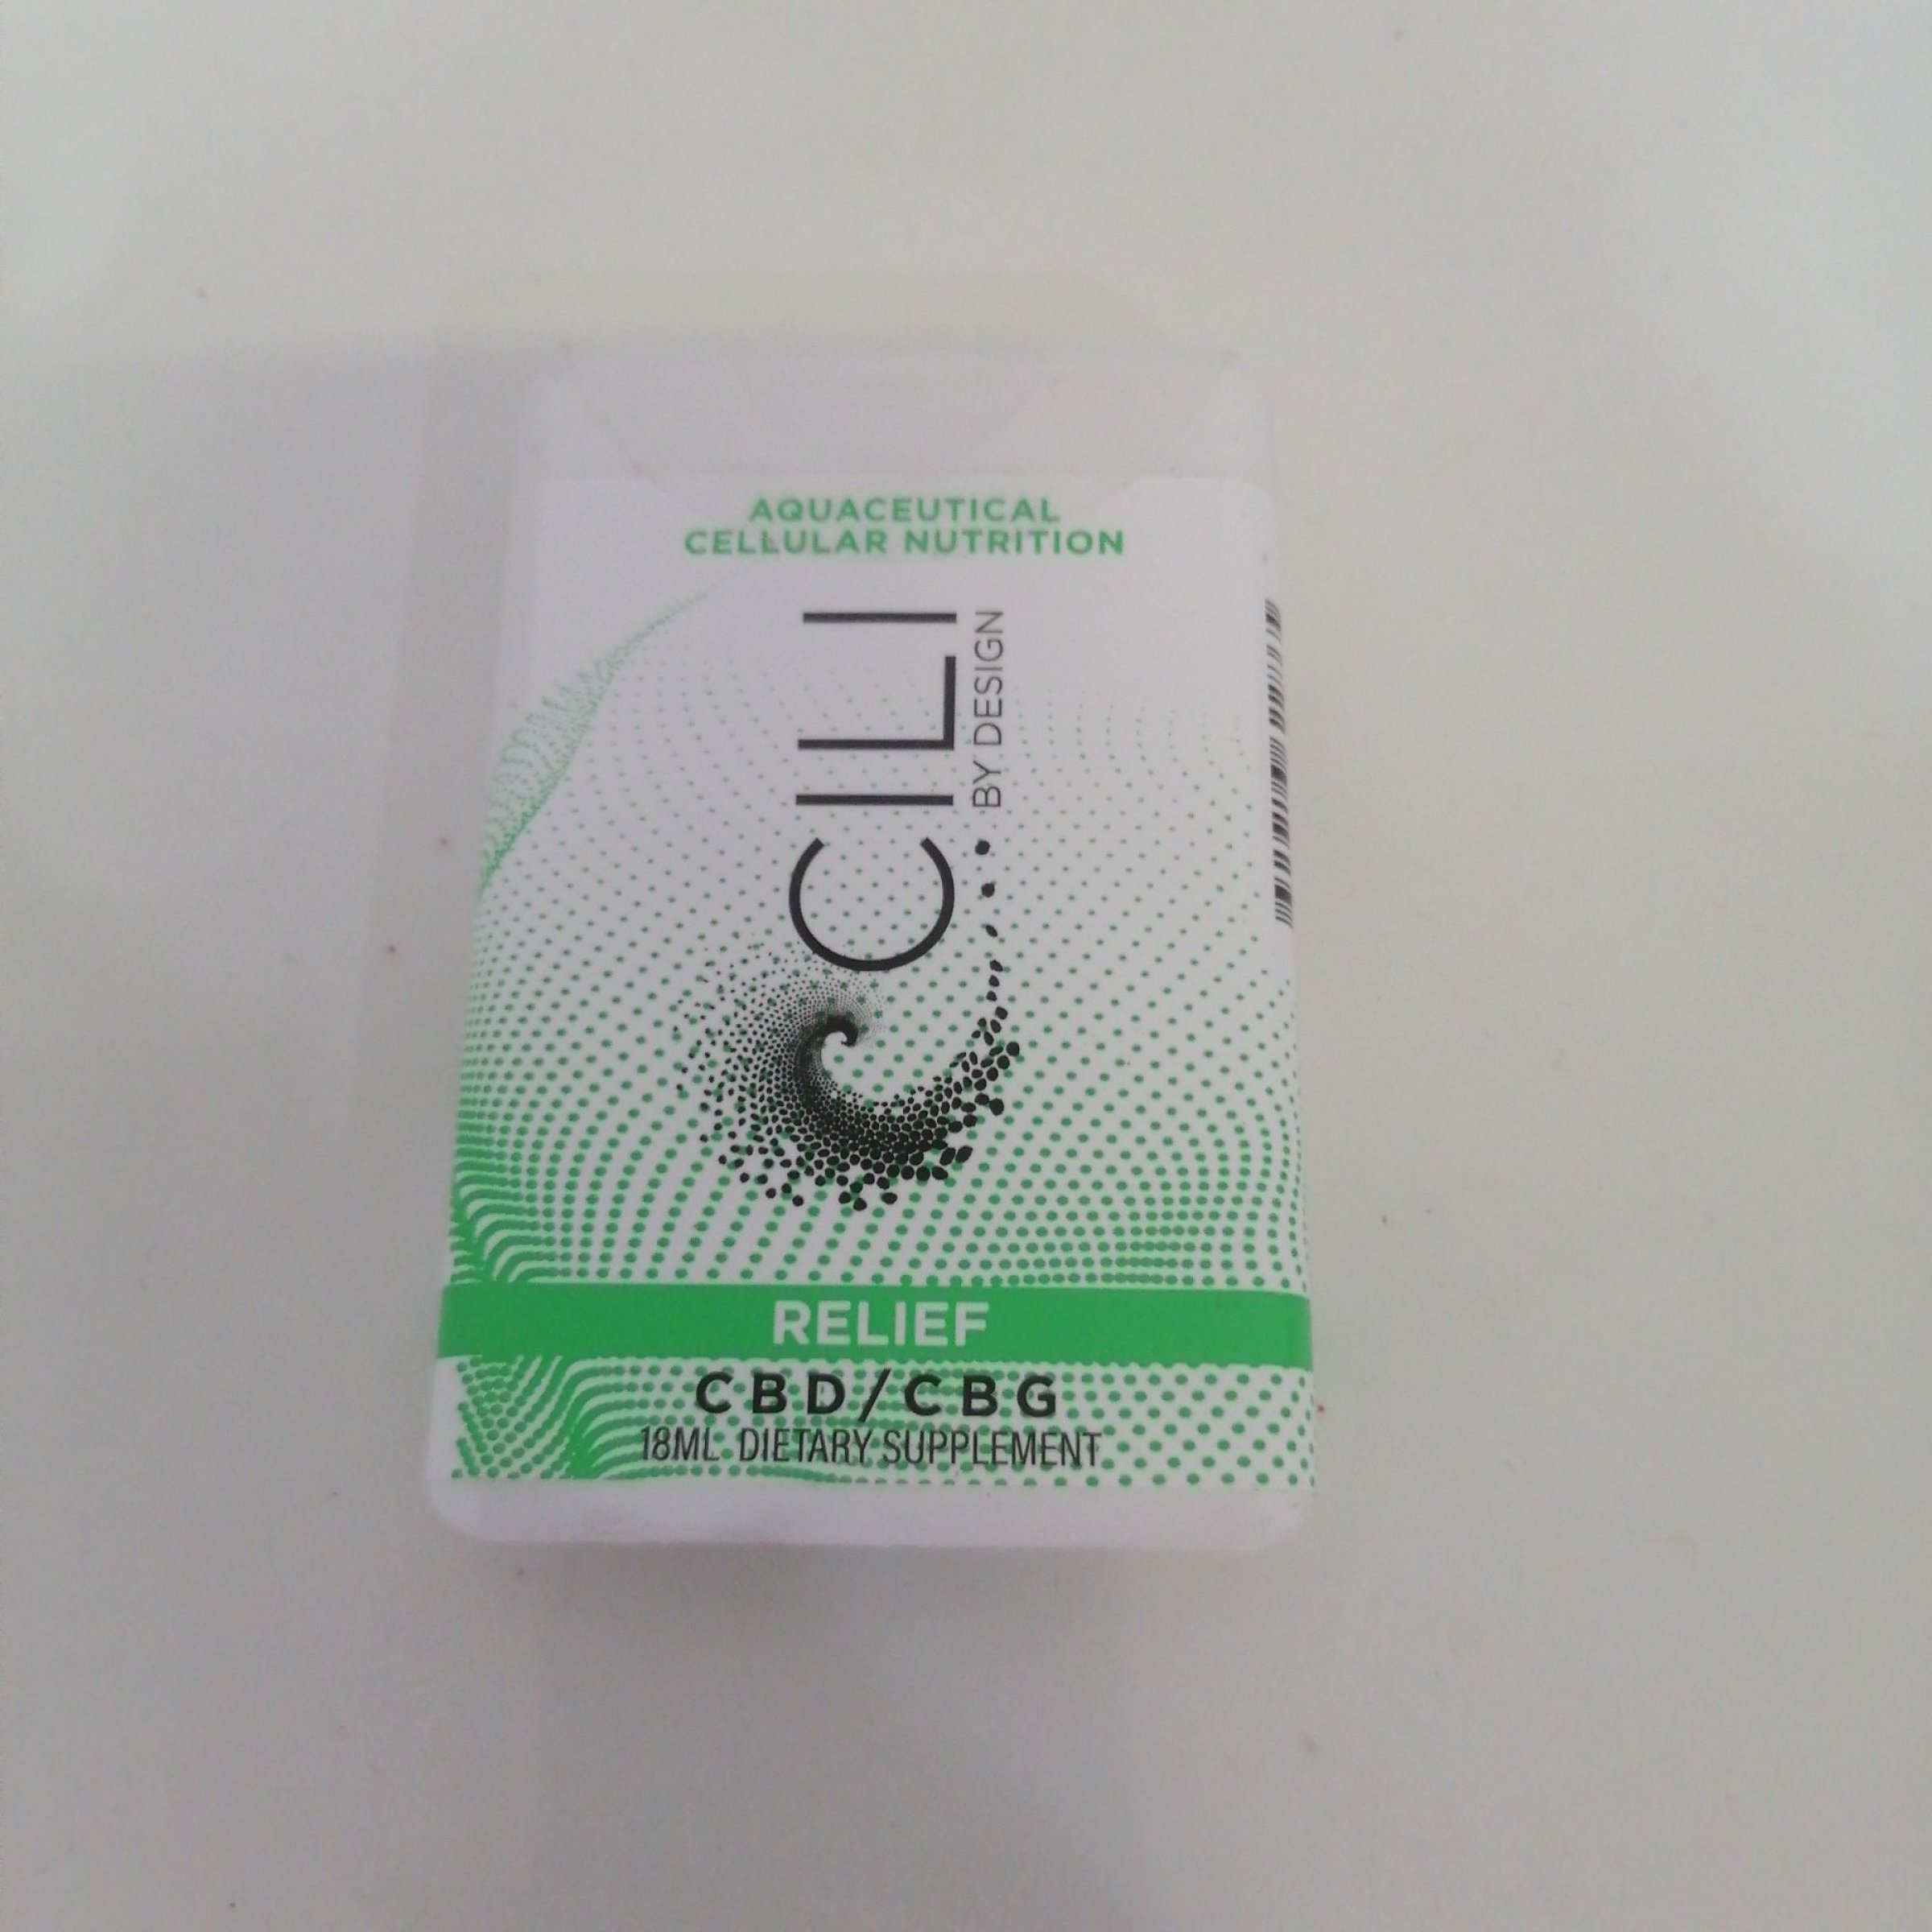 AQUACEUTICAL
CELLULAR NUTRITION
CILI
BY DESIGN
RELIEF
CBD/CBG
18ML DIETARY SUPPLEMENT